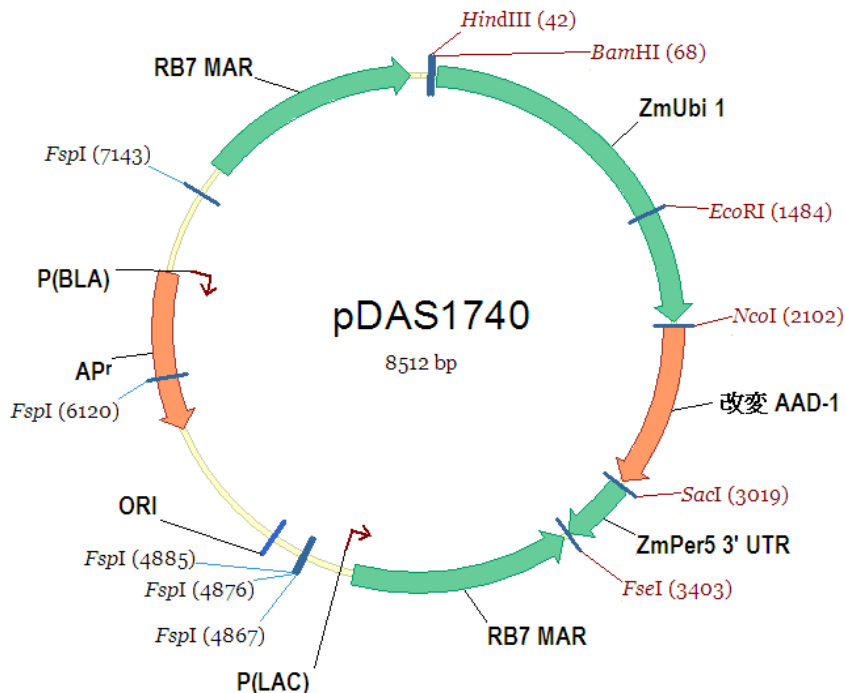 HindIII (42)
BamHI (68)
RB7 MAR
ZmUbi 1
FspI (7143)
EcoRI (1484)
P(BLA)
pDAS1740
8512 bp
NcoI (2102)
APr
FspI (6120)
改変 AAD-1
SacI (3019)
ORI
ZmPer5 3' UTR
FspI (4885)
FspI (4876)
FspI (4867)
FseI (3403)
RB7 MAR
P(LAC)